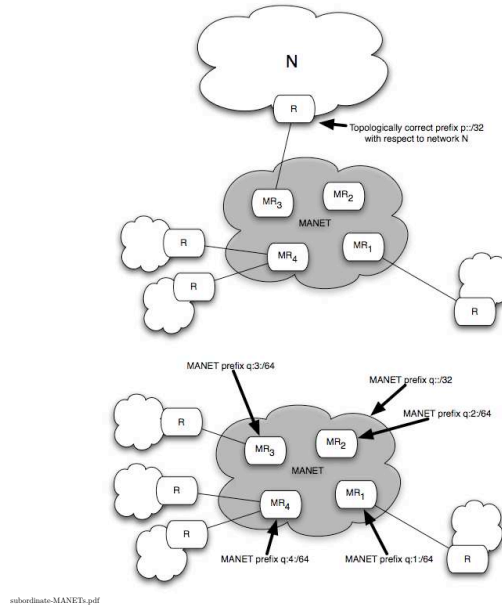 N
R
Topologically correct prefix p::/32
with respect to network N
MR3
MR2
MANET
MR1
R
MR4
R
R
MANET prefix q:3:/64
MANET prefix q::/32
MANET prefix q:2:/64
R
MR3
MR2
MANET
R
MR4
MR1
R
MANET prefix q:4:/64
MANET prefix q:1:/64
R
subordinate-MANETs.pdf